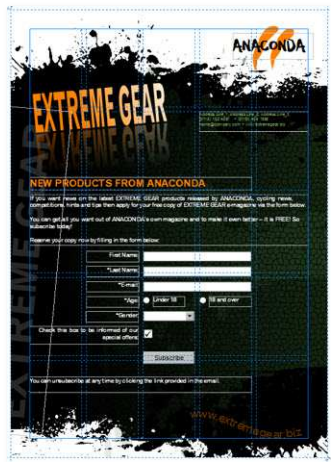 ANACONDA
EXTREME GEAR
EXTREME GEAR
NEW PRODUCTS FROM ANACONDA
If you want news on the latest EXTREME GEAR products released by ANACONDA, cycling news,
competitions, hints and tips then apply for your free copy of EXTREME GEAR e-magazine via the form below.
You can get all you want out of ANACONDA's own magazine and to make it even better – it is FREE! So
subscribe today!
Reserve your copy now by filling in the form below:
First Name
*Last Name
*E-mail
*Age Under 18 18 and over
*Gender
Check this box to be informed of our
special offers:
Subscribe
You can unsubscribe at any time by clicking the link provided in the email.
www.extremegear.biz